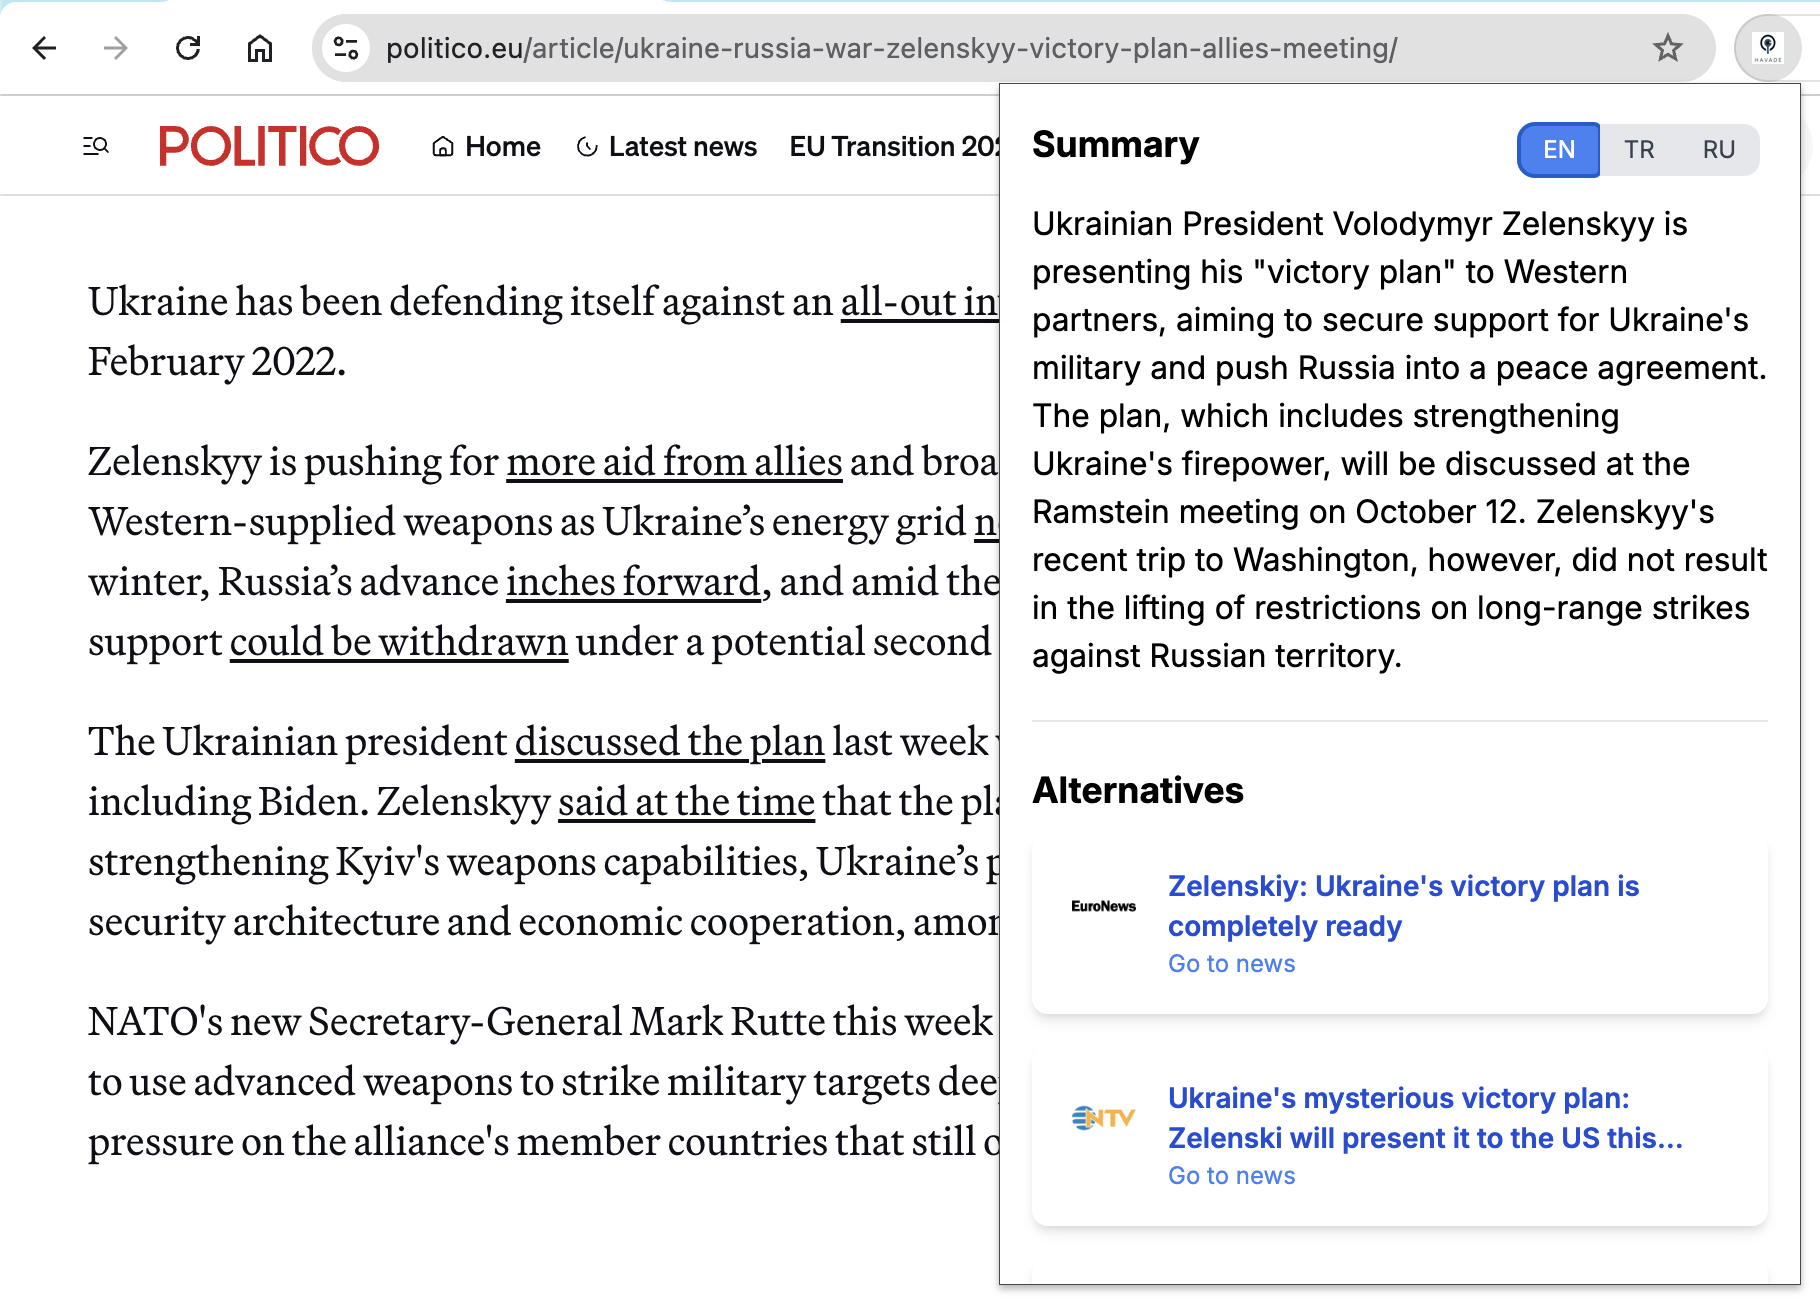 politico.eu/article/ukraine-russia-war-zelenskyy-victory-plan-allies-meeting/
HAVADE
POLITICO
Home
Latest news
EU Transition 202
Ukraine has been defending itself against an all-out in
February 2022.
Zelenskyy is pushing for more aid from allies and broa
Western-supplied weapons as Ukraine’s energy grid
winter, Russia’s advance inches forward, and amid the
support could be withdrawn under a potential second
The Ukrainian president discussed the plan last week
including Biden. Zelenskyy said at the time that the pla
strengthening Kyiv's weapons capabilities, Ukraine’s p
security architecture and economic cooperation, amon
NATO's new Secretary-General Mark Rutte this week
to use advanced weapons to strike military targets deep
pressure on the alliance's member countries that still o
Summary
EN TR RU
Ukrainian President Volodymyr Zelenskyy is
presenting his "victory plan" to Western
partners, aiming to secure support for Ukraine's
military and push Russia into a peace agreement.
The plan, which includes strengthening
Ukraine's firepower, will be discussed at the
Ramstein meeting on October 12. Zelenskyy's
recent trip to Washington, however, did not result
in the lifting of restrictions on long-range strikes
against Russian territory.
Alternatives
EuroNews
Zelenskiy: Ukraine's victory plan is
completely ready
Go to news
NTV
Ukraine's mysterious victory plan:
Zelenski will present it to the US this...
Go to news